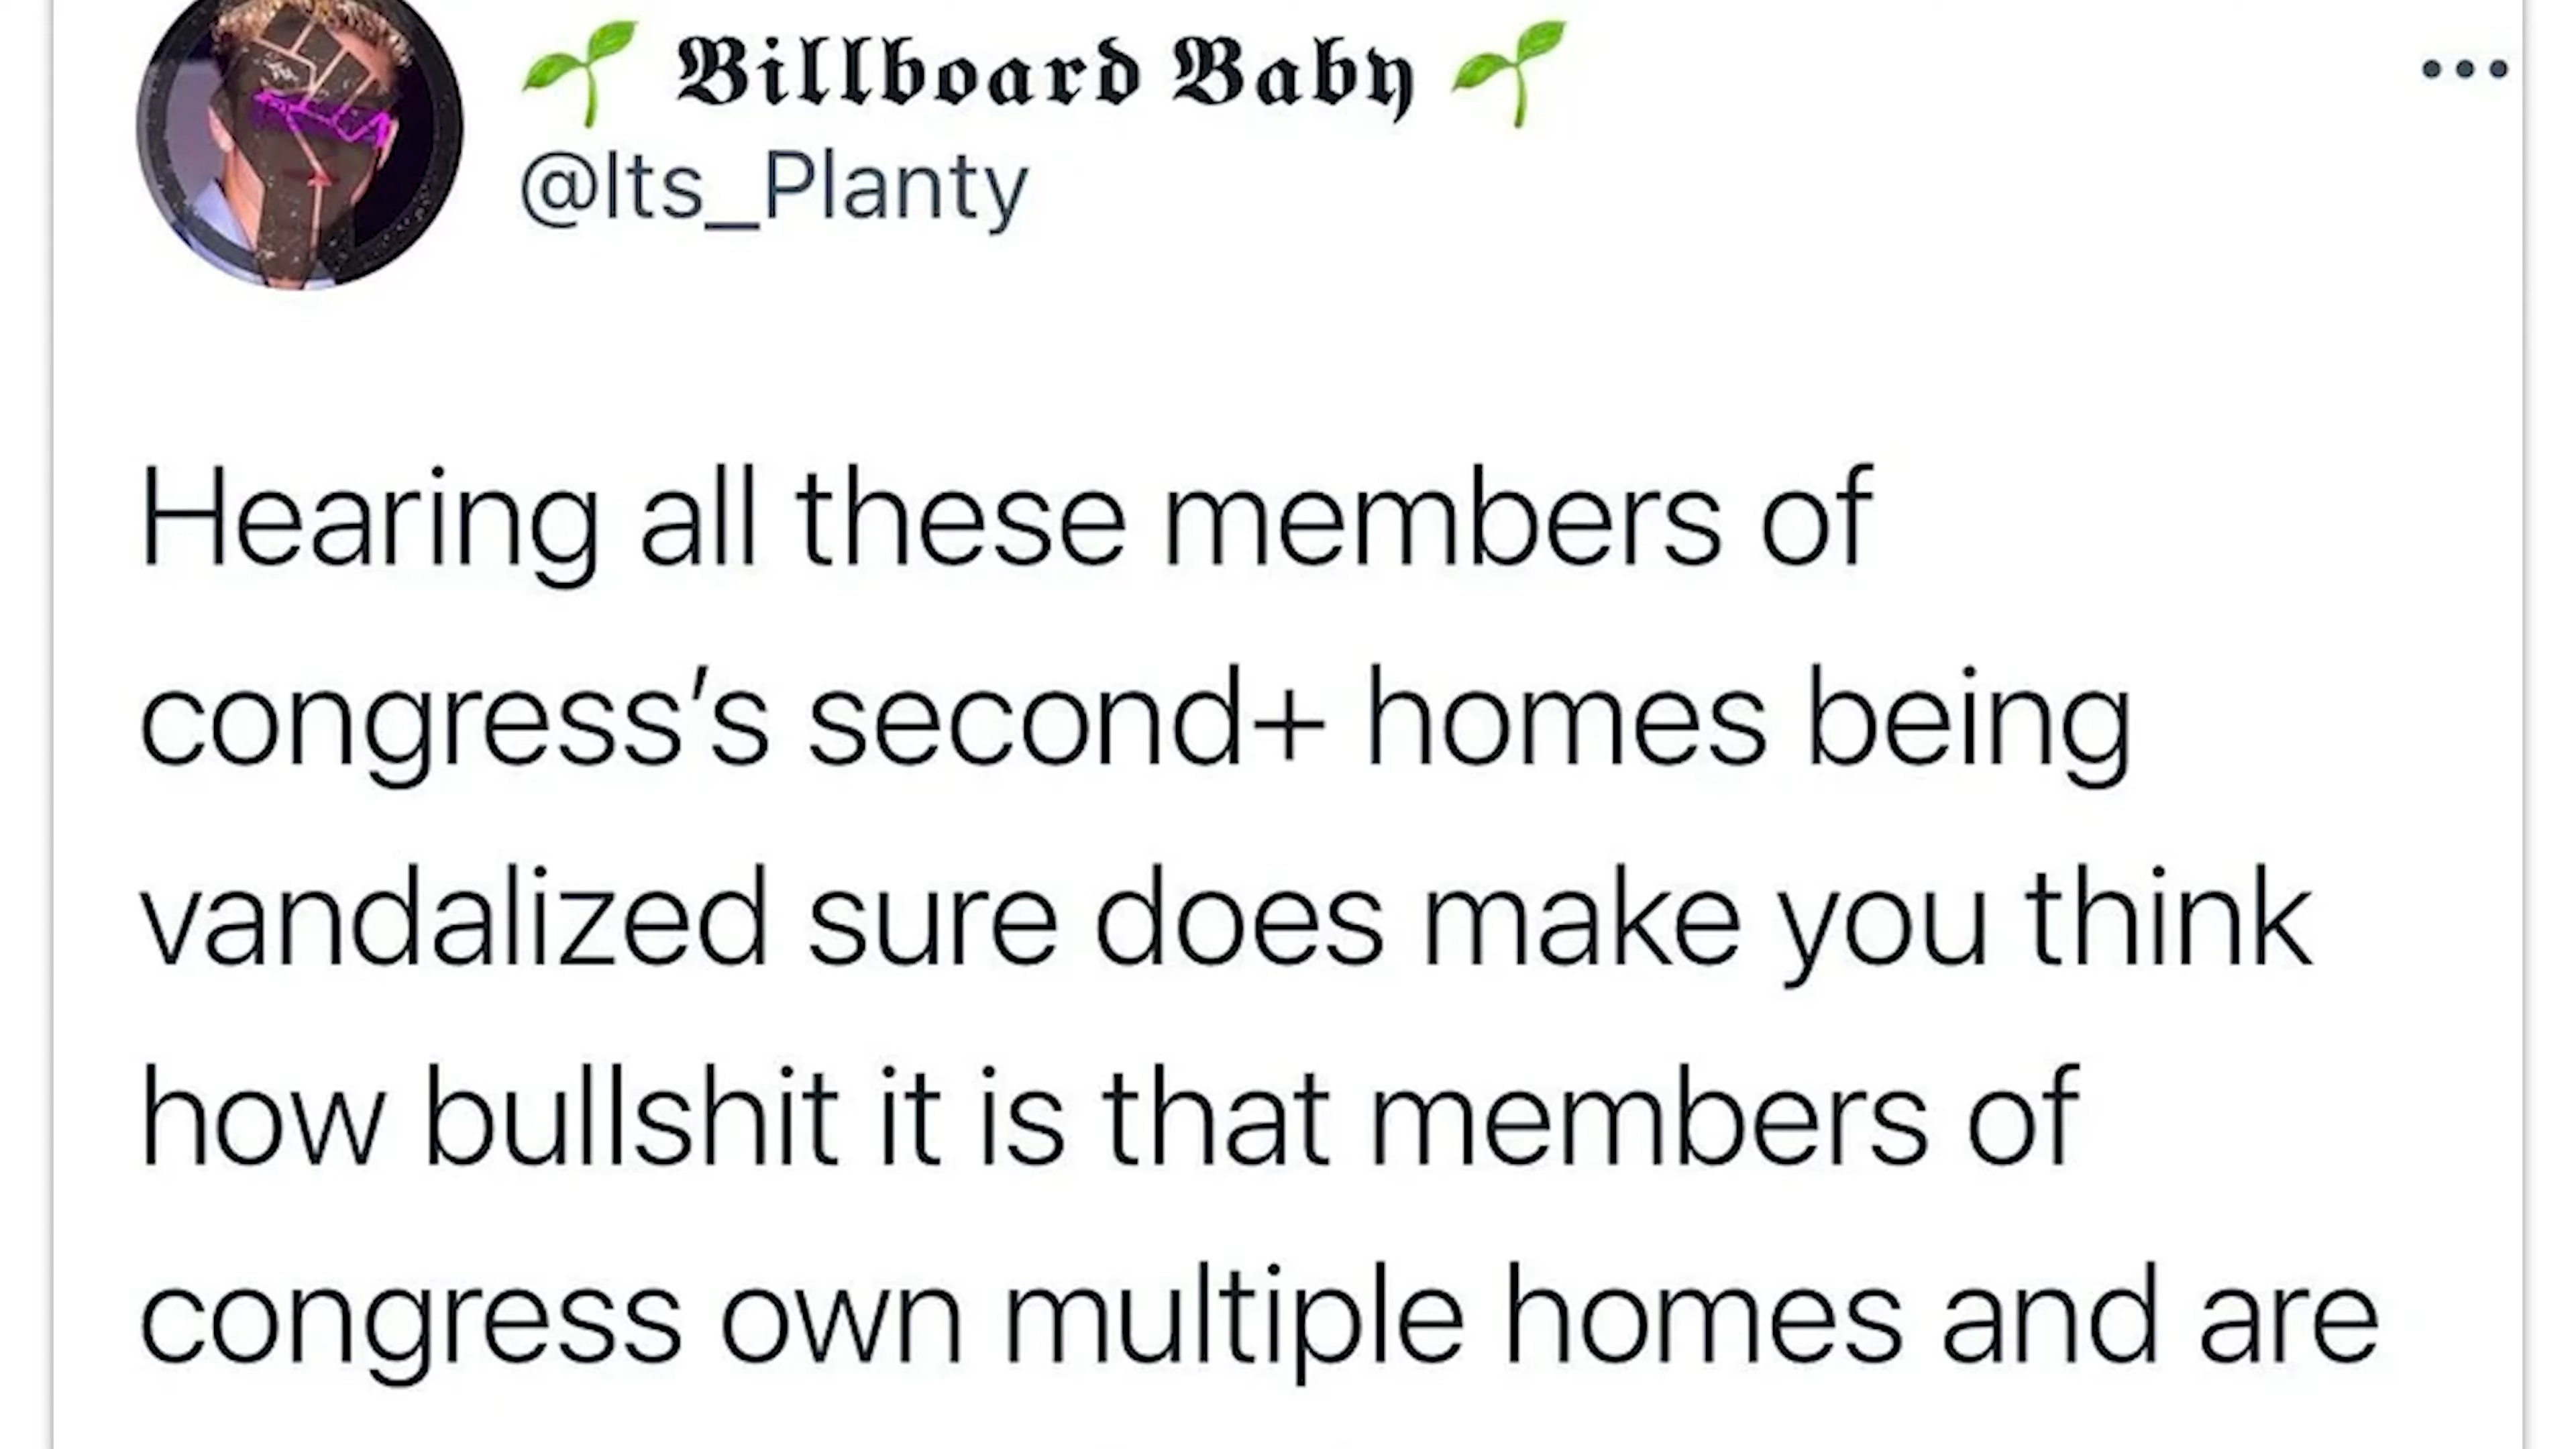 🌱 𝕭𝖎𝖑𝖑𝖇𝖔𝖆𝖗𝖉 𝕭𝖆𝖇𝖞 🌱
@Its_Planty
Hearing all these members of
congress’s second+ homes being
vandalized sure does make you think
how bullshit it is that members of
congress own multiple homes and are